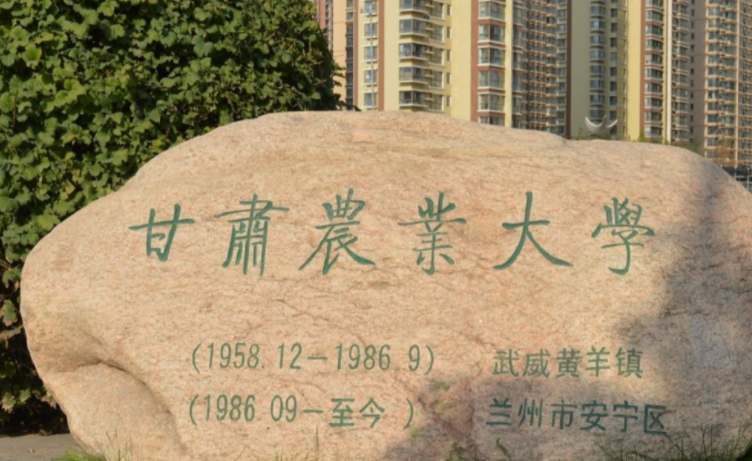 甘肅農業大學
(1958.12－1986.9) 武威黄羊镇
(1986.09－至今 ) 兰州市安宁区